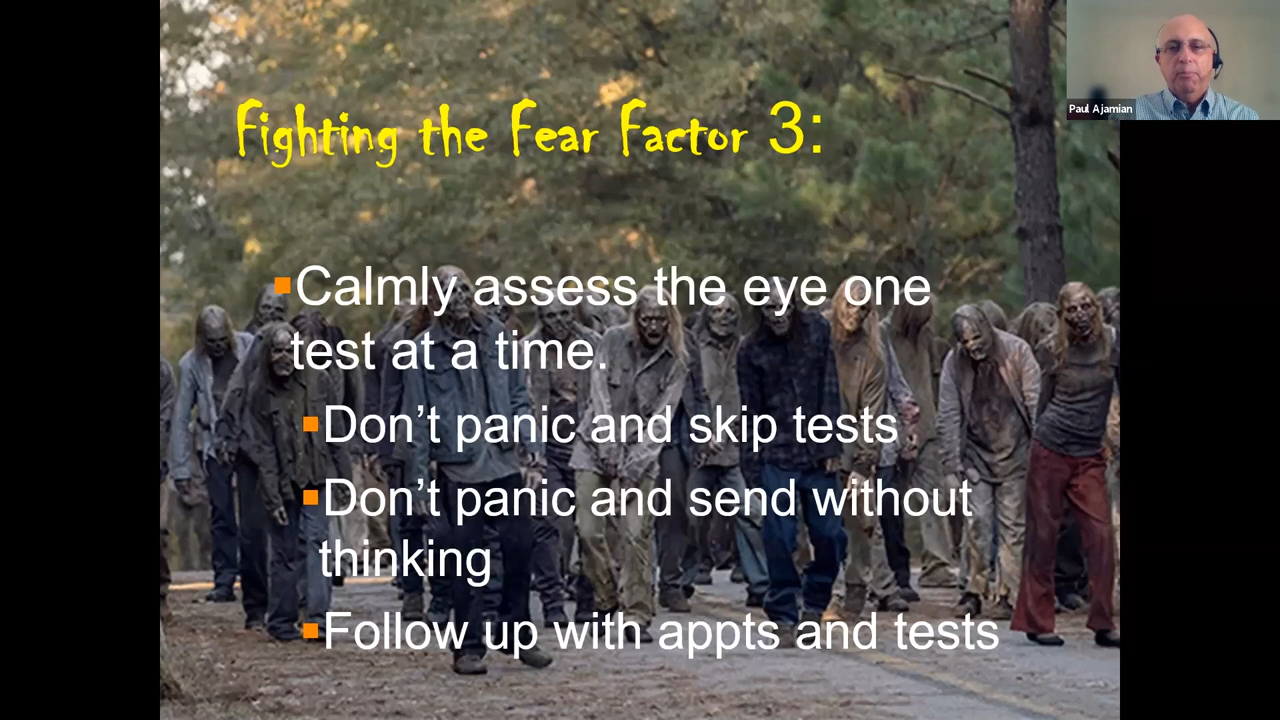 Paul Ajamian
Fighting the Fear Factor 3:
Calmly assess the eye one
test at a time.
Don’t panic and skip tests
Don’t panic and send without
thinking
Follow up with appts and tests